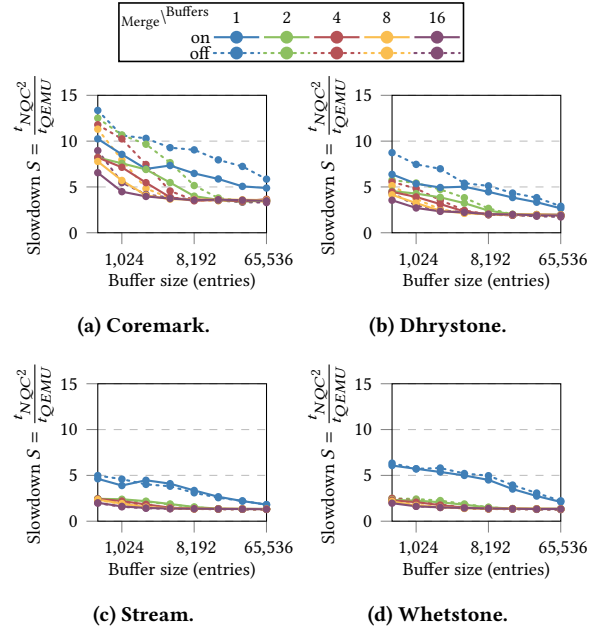 Merge\Buffers 1 2 4 8 16
on
off
15
10
5
0
1,024 8,192 65,536
Buffer size (entries)
Slowdown S = t_NQC² / t_QEMU
(a) Coremark.
15
10
5
0
1,024 8,192 65,536
Buffer size (entries)
Slowdown S = t_NQC² / t_QEMU
(b) Dhrystone.
15
10
5
0
1,024 8,192 65,536
Buffer size (entries)
Slowdown S = t_NQC² / t_QEMU
(c) Stream.
15
10
5
0
1,024 8,192 65,536
Buffer size (entries)
Slowdown S = t_NQC² / t_QEMU
(d) Whetstone.